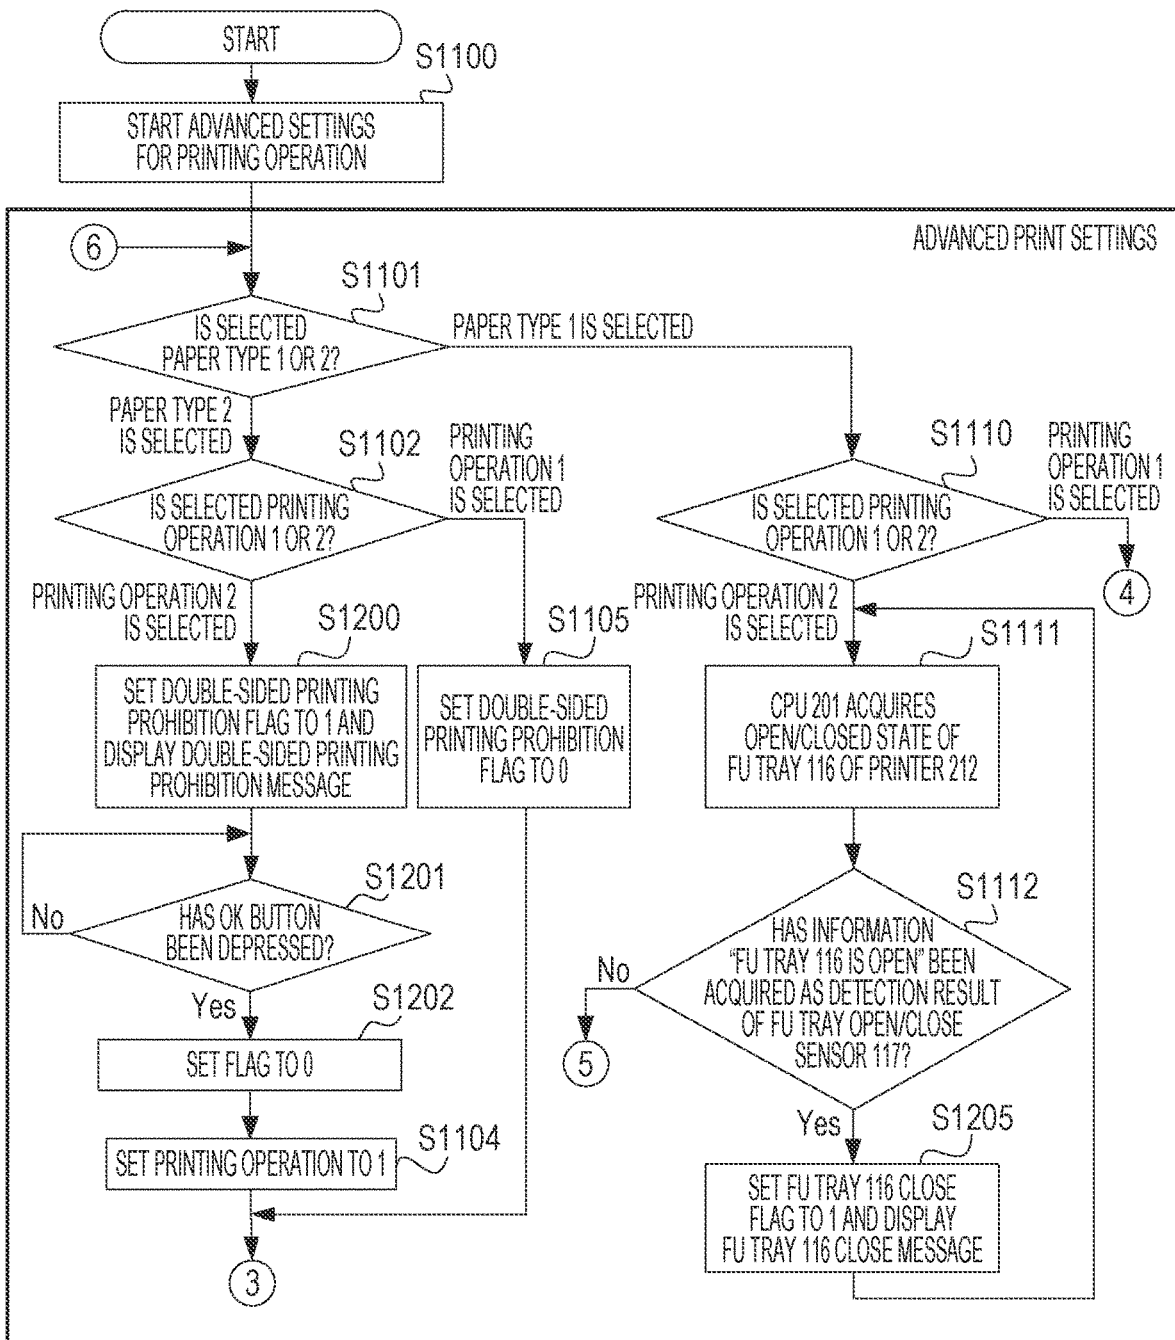 START
S1100
START ADVANCED SETTINGS
FOR PRINTING OPERATION
ADVANCED PRINT SETTINGS
6
S1101
IS SELECTED
PAPER TYPE 1 OR 2?
PAPER TYPE 1 IS SELECTED
PAPER TYPE 2
IS SELECTED
S1102
IS SELECTED PRINTING
OPERATION 1 OR 2?
PRINTING
OPERATION 1
IS SELECTED
S1110
IS SELECTED PRINTING
OPERATION 1 OR 2?
PRINTING
OPERATION 1
IS SELECTED
4
PRINTING OPERATION 2
IS SELECTED
S1200
SET DOUBLE-SIDED PRINTING
PROHIBITION FLAG TO 1 AND
DISPLAY DOUBLE-SIDED PRINTING
PROHIBITION MESSAGE
S1105
SET DOUBLE-SIDED
PRINTING PROHIBITION
FLAG TO 0
PRINTING OPERATION 2
IS SELECTED
S1111
CPU 201 ACQUIRES
OPEN/CLOSED STATE OF
FU TRAY 116 OF PRINTER 212
S1201
HAS OK BUTTON
BEEN DEPRESSED?
No
Yes
S1112
HAS INFORMATION
"FU TRAY 116 IS OPEN" BEEN
ACQUIRED AS DETECTION RESULT
OF FU TRAY OPEN/CLOSE
SENSOR 117?
No
5
S1202
SET FLAG TO 0
S1104
SET PRINTING OPERATION TO 1
3
Yes
S1205
SET FU TRAY 116 CLOSE
FLAG TO 1 AND DISPLAY
FU TRAY 116 CLOSE MESSAGE